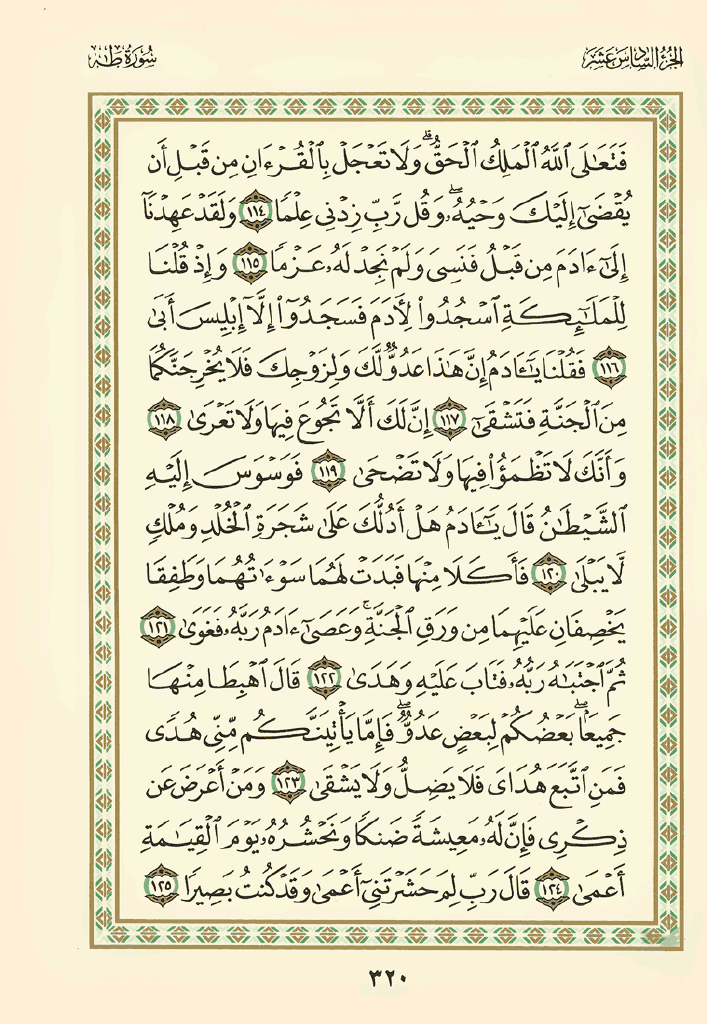 الجزء السادس عشر
سورة طه
فَتَعَٰلَى ٱللَّهُ ٱلْمَلِكُ ٱلْحَقُّ ۗ وَلَا تَعْجَلْ بِٱلْقُرْءَانِ مِن قَبْلِ أَن
يُقْضَىٰٓ إِلَيْكَ وَحْيُهُۥ ۖ وَقُل رَّبِّ زِدْنِى عِلْمًا ١١٤ وَلَقَدْ عَهِدْنَآ
إِلَىٰٓ ءَادَمَ مِن قَبْلُ فَنَسِىَ وَلَمْ نَجِدْ لَهُۥ عَزْمًا ١١٥ وَإِذْ قُلْنَا
لِلْمَلَٰٓئِكَةِ ٱسْجُدُوا۟ لِءَادَمَ فَسَجَدُوٓا۟ إِلَّآ إِبْلِيسَ أَبَىٰ
١١٦ فَقُلْنَا يَٰٓـَٔادَمُ إِنَّ هَٰذَا عَدُوٌّ لَّكَ وَلِزَوْجِكَ فَلَا يُخْرِجَنَّكُمَا
مِنَ ٱلْجَنَّةِ فَتَشْقَىٰٓ ١١٧ إِنَّ لَكَ أَلَّا تَجُوعَ فِيهَا وَلَا تَعْرَىٰ ١١٨
وَأَنَّكَ لَا تَظْمَؤُا۟ فِيهَا وَلَا تَضْحَىٰ ١١٩ فَوَسْوَسَ إِلَيْهِ
ٱلشَّيْطَٰنُ قَالَ يَٰٓـَٔادَمُ هَلْ أَدُلُّكَ عَلَىٰ شَجَرَةِ ٱلْخُلْدِ وَمُلْكٍ
لَّا يَبْلَىٰ ١٢٠ فَأَكَلَا مِنْهَا فَبَدَتْ لَهُمَا سَوْءَٰتُهُمَا وَطَفِقَا
يَخْصِفَانِ عَلَيْهِمَا مِن وَرَقِ ٱلْجَنَّةِ ۚ وَعَصَىٰٓ ءَادَمُ رَبَّهُۥ فَغَوَىٰ ١٢١
ثُمَّ ٱجْتَبَٰهُ رَبُّهُۥ فَتَابَ عَلَيْهِ وَهَدَىٰ ١٢٢ قَالَ ٱهْبِطَا مِنْهَا
جَمِيعًۢا ۖ بَعْضُكُمْ لِبَعْضٍ عَدُوٌّ ۖ فَإِمَّا يَأْتِيَنَّكُم مِّنِّى هُدًى
فَمَنِ ٱتَّبَعَ هُدَاىَ فَلَا يَضِلُّ وَلَا يَشْقَىٰ ١٢٣ وَمَنْ أَعْرَضَ عَن
ذِكْرِى فَإِنَّ لَهُۥ مَعِيشَةً ضَنكًا وَنَحْشُرُهُۥ يَوْمَ ٱلْقِيَٰمَةِ
أَعْمَىٰ ١٢٤ قَالَ رَبِّ لِمَ حَشَرْتَنِىٓ أَعْمَىٰ وَقَدْ كُنتُ بَصِيرًا ١٢٥
٣٢٠